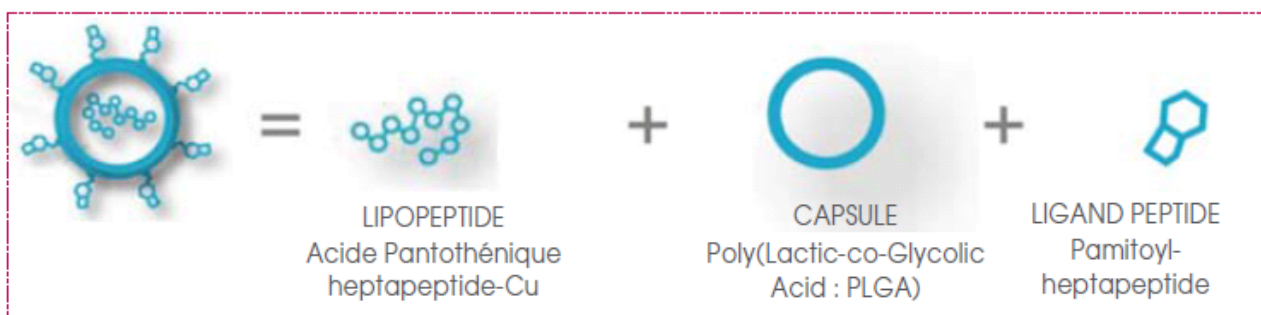 = + +
LIPOPEPTIDE
Acide Pantothénique
heptapeptide-Cu
CAPSULE
Poly(Lactic-co-Glycolic
Acid : PLGA)
LIGAND PEPTIDE
Pamitoyl-
heptapeptide